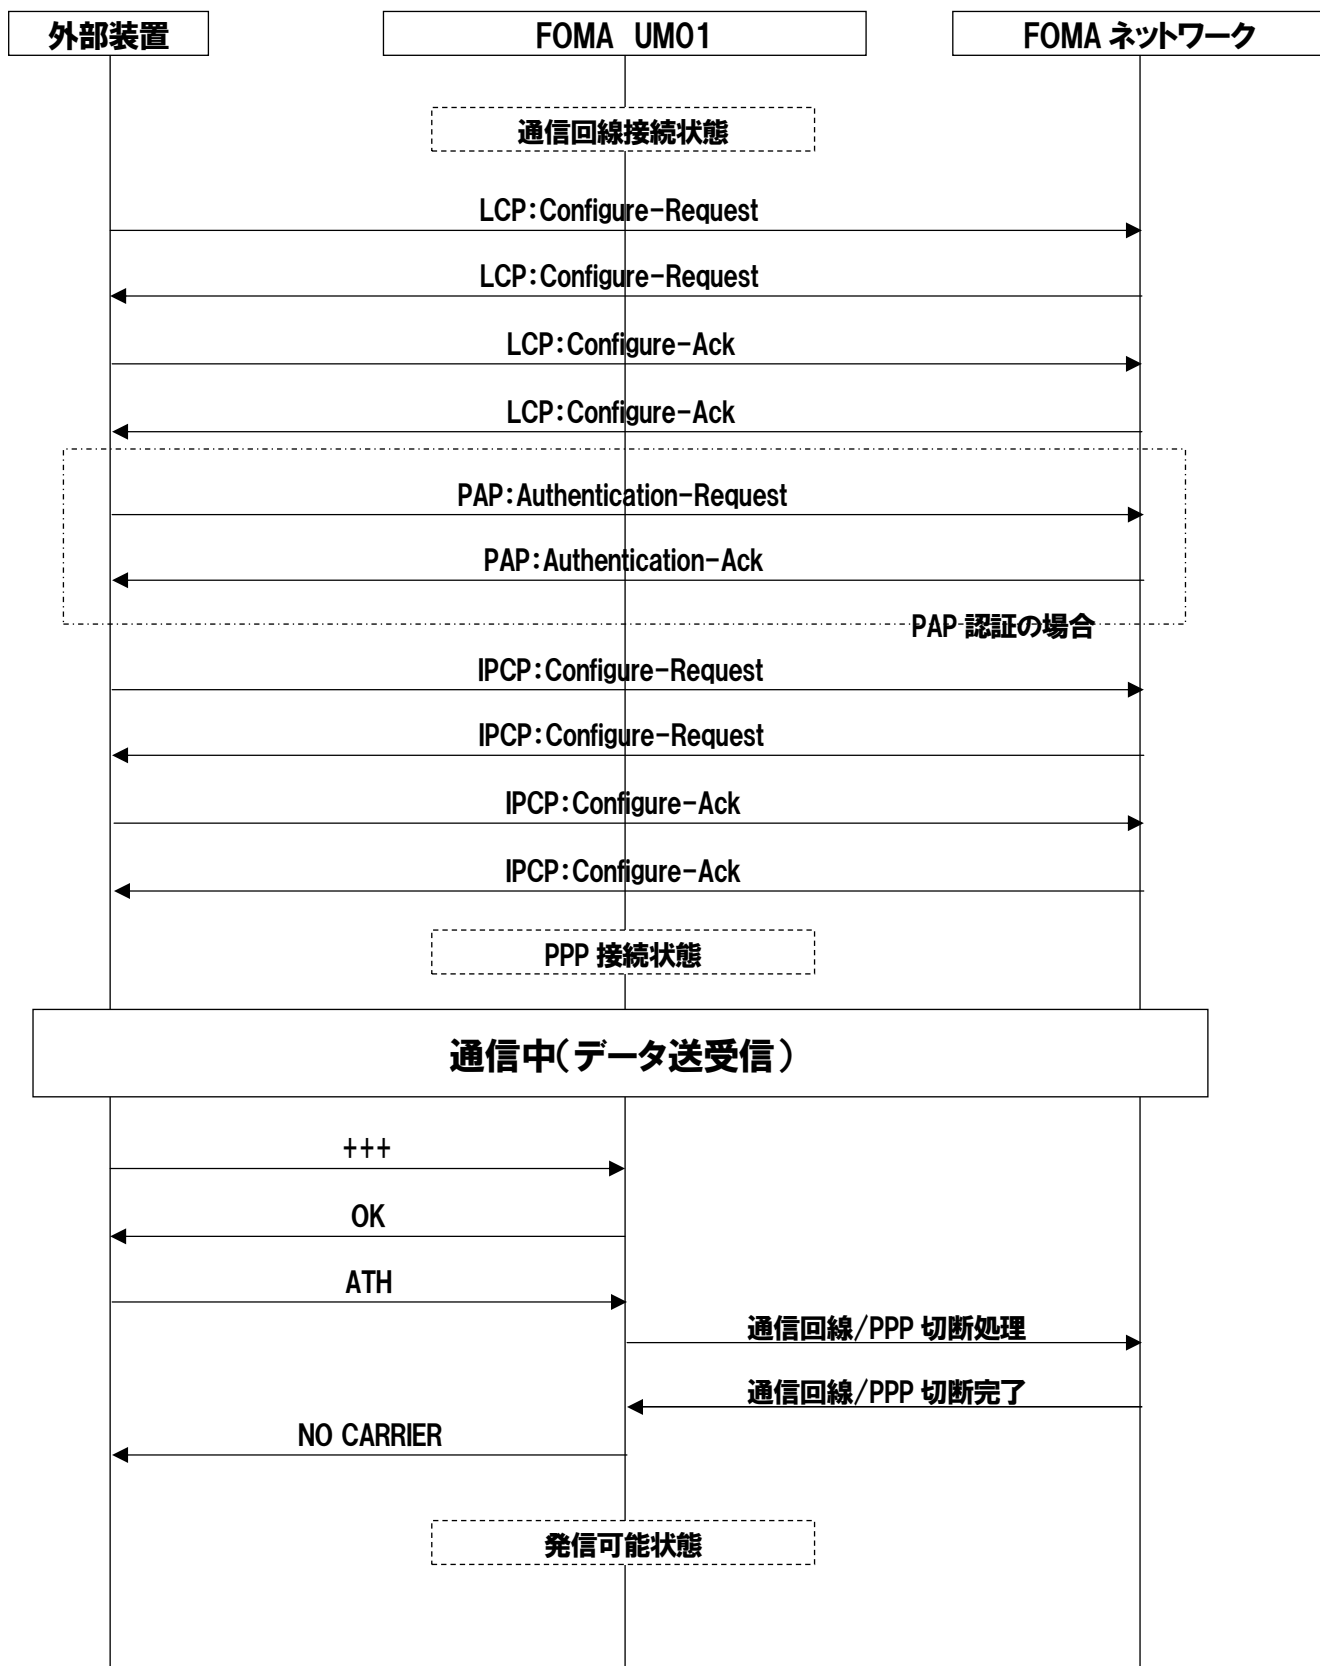 外部装置
FOMA　UM01
FOMA ネットワーク
通信回線接続状態
LCP:Configure-Request
LCP:Configure-Request
LCP:Configure-Ack
LCP:Configure-Ack
PAP:Authentication-Request
PAP:Authentication-Ack
PAP 認証の場合
IPCP:Configure-Request
IPCP:Configure-Request
IPCP:Configure-Ack
IPCP:Configure-Ack
PPP 接続状態
通信中(データ送受信)
+++
OK
ATH
通信回線/PPP 切断処理
通信回線/PPP 切断完了
NO CARRIER
発信可能状態